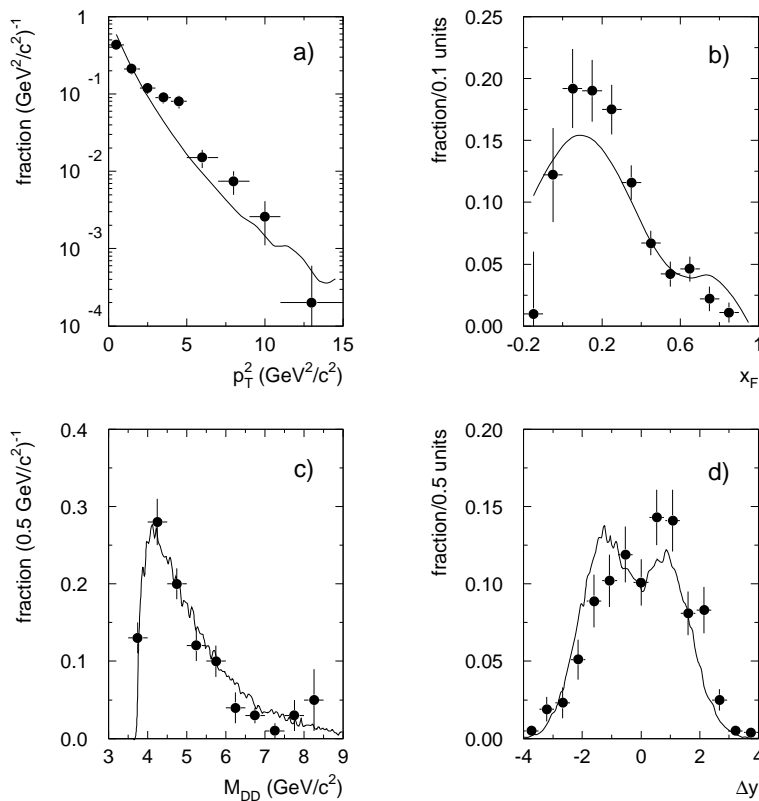 fraction (GeV²/c²)⁻¹
a)
1
10⁻¹
10⁻²
10⁻³
10⁻⁴
0 5 10 15
p_T² (GeV²/c²)
fraction/0.1 units
b)
0.25
0.20
0.15
0.10
0.05
0.00
-0.2 0.2 0.6 1
x_F
fraction (0.5 GeV/c²)⁻¹
c)
0.4
0.3
0.2
0.1
0.0
3 4 5 6 7 8 9
M_DD (GeV/c²)
fraction/0.5 units
d)
0.20
0.15
0.10
0.05
0.00
-4 -2 0 2 4
Δy